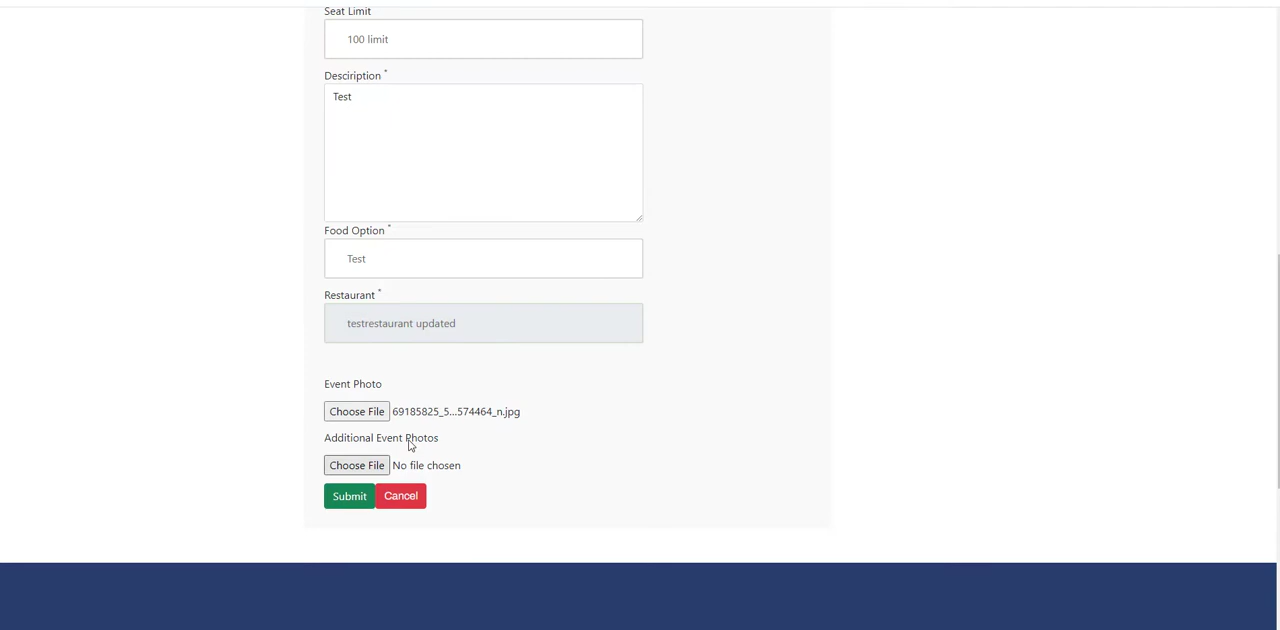 Seat Limit
100 limit
Desciription *
Test
Food Option *
Test
Restaurant *
testrestaurant updated
Event Photo
Choose File 69185825_5...574464_n.jpg
Additional Event Photos
Choose File No file chosen
Submit Cancel